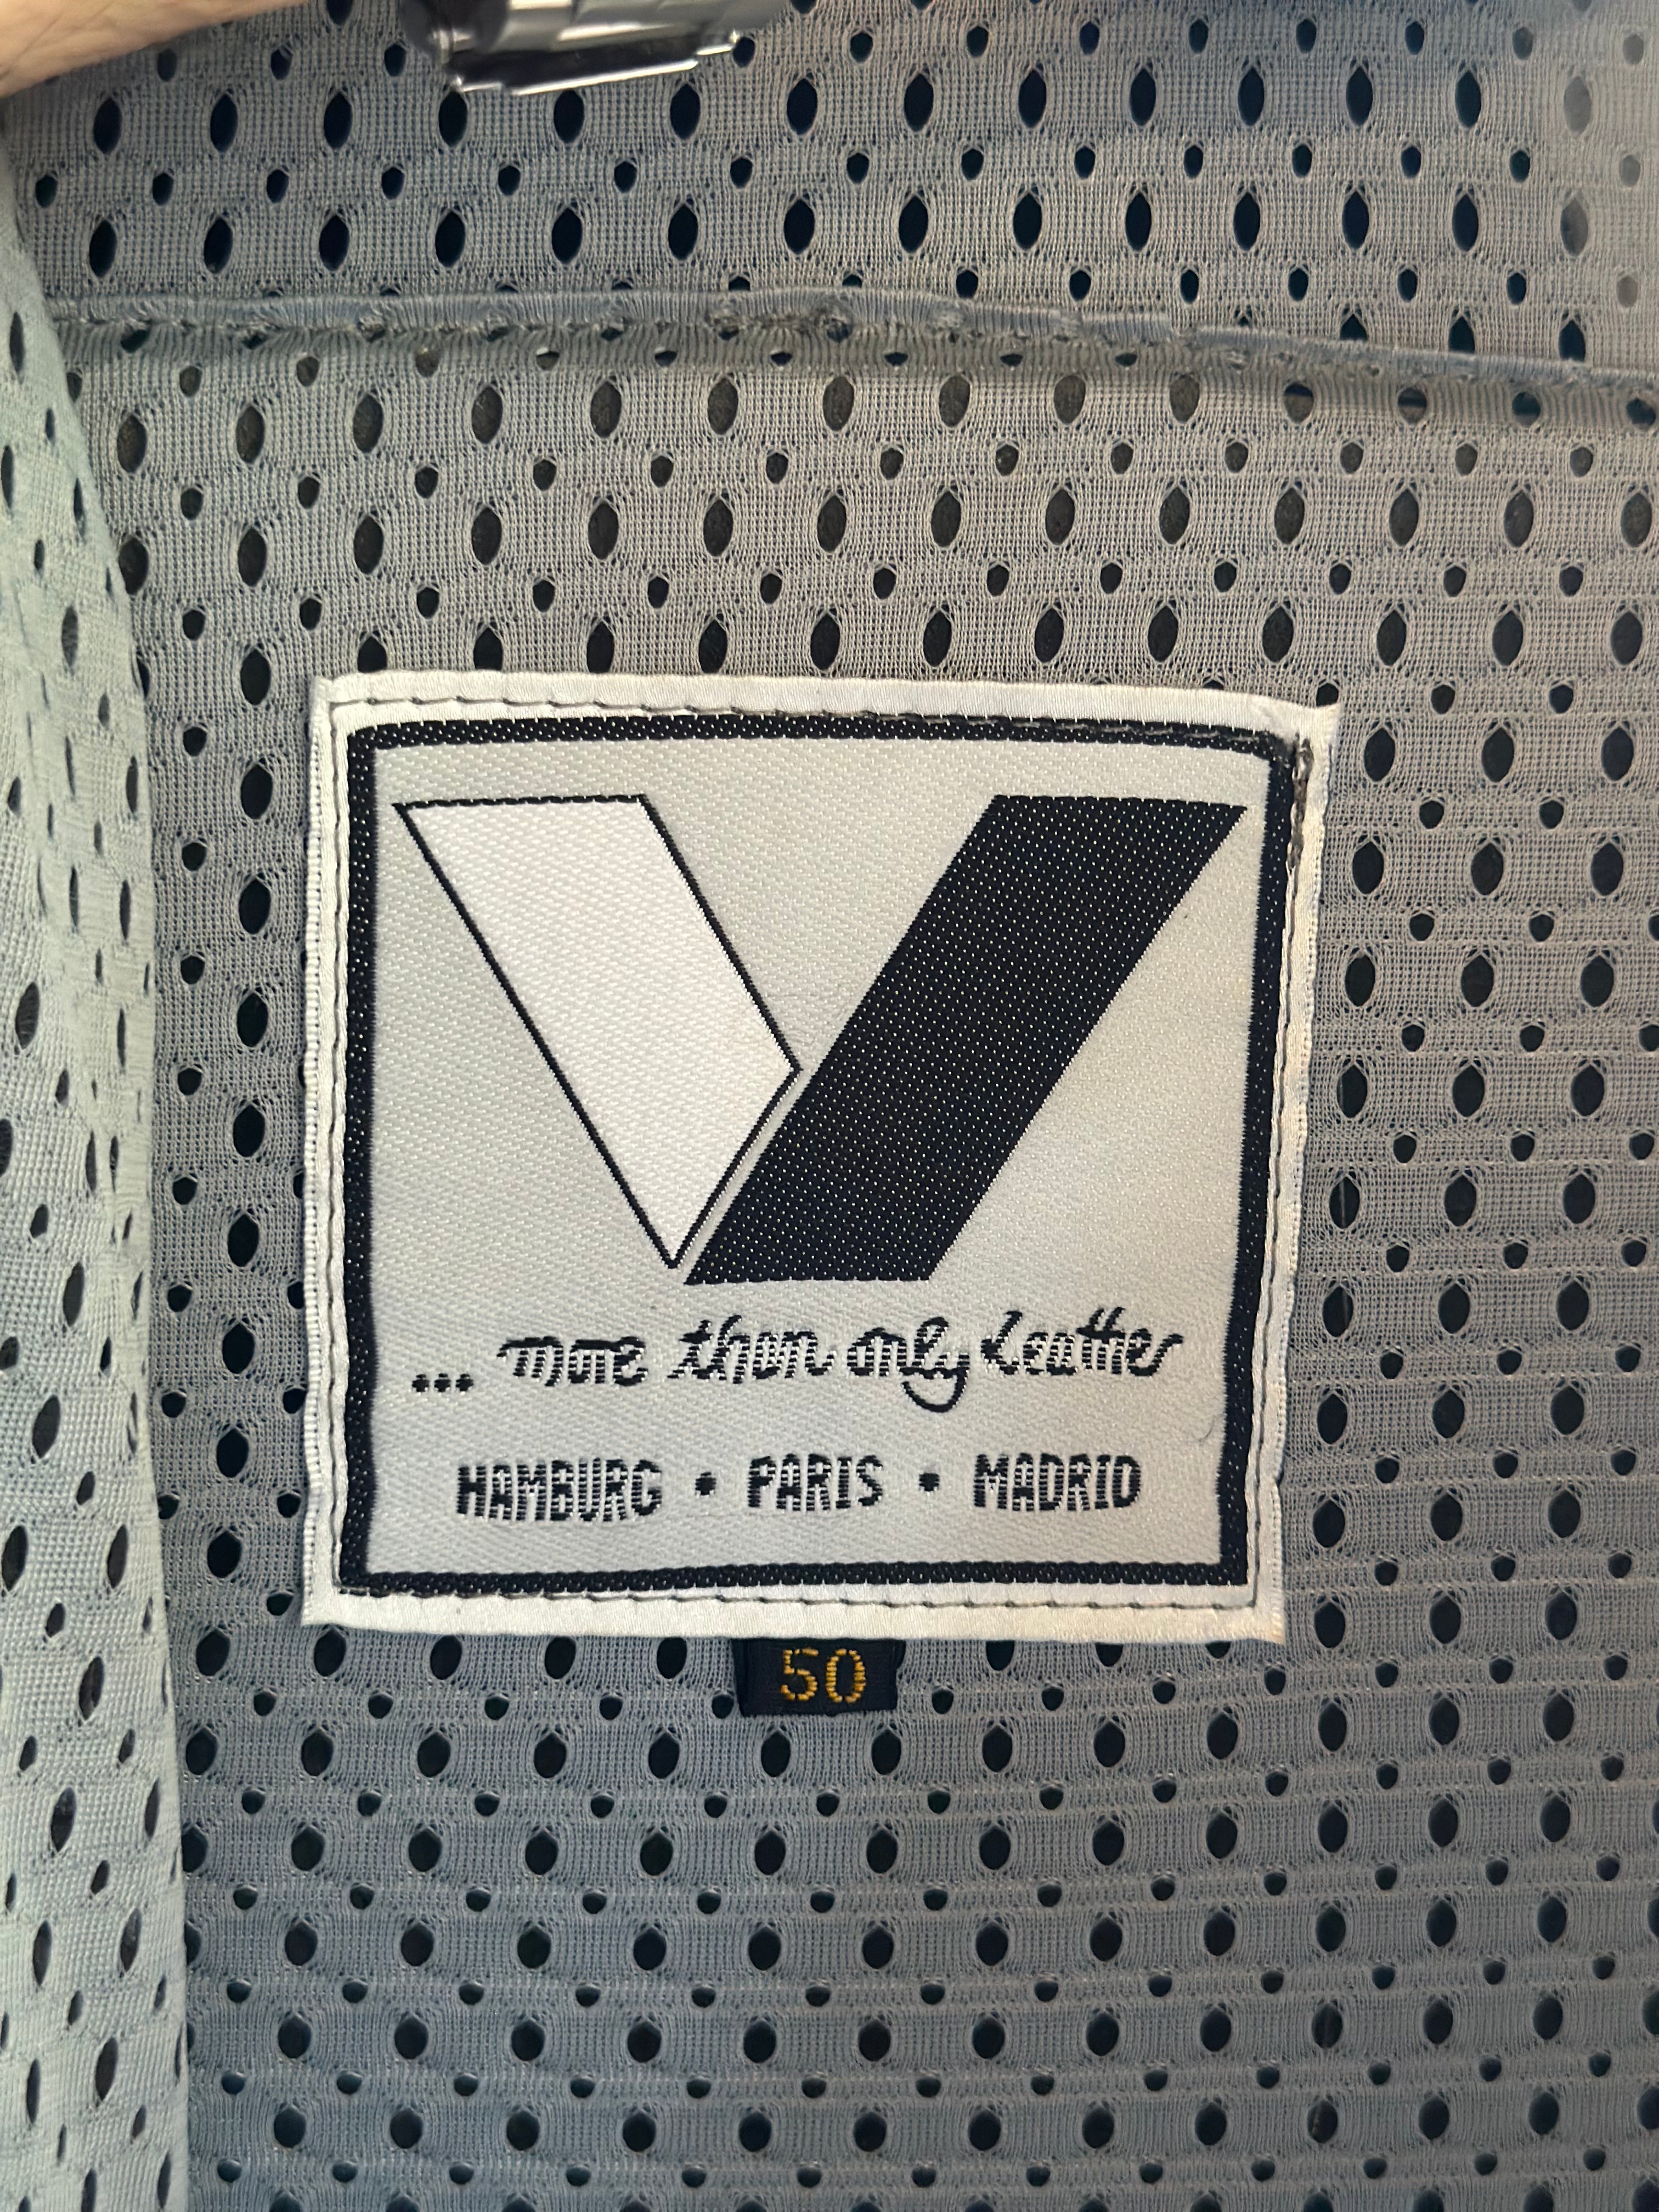 V
... more than only Leather
HAMBURG • PARIS • MADRID
50